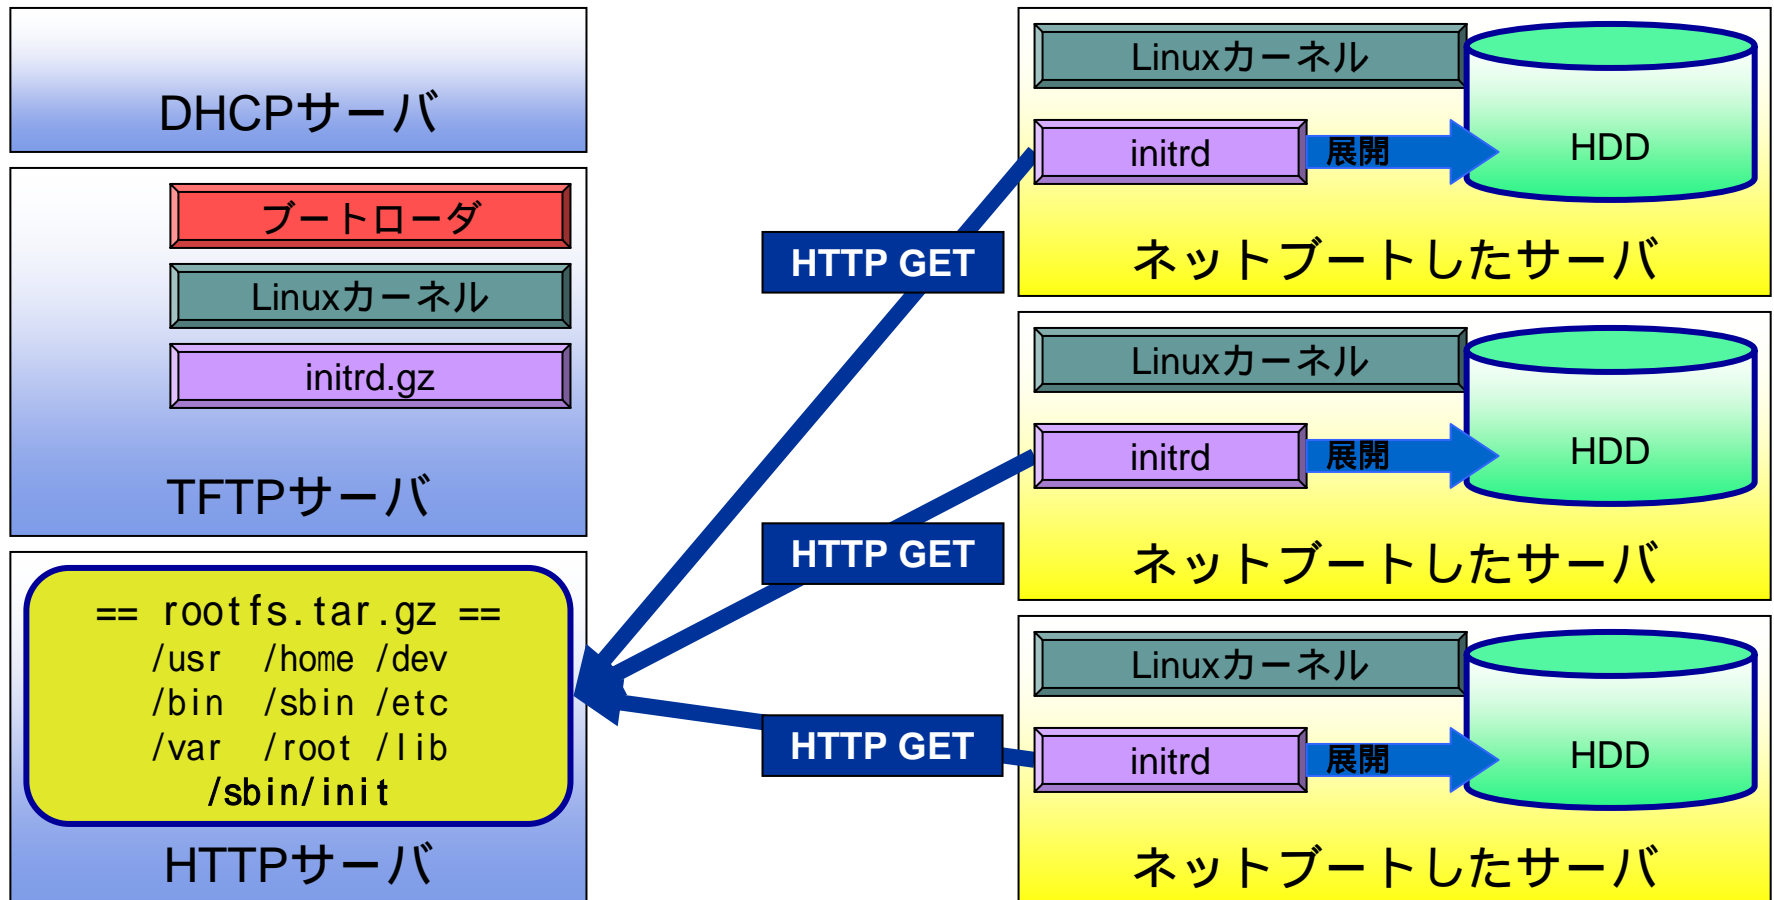 DHCPサーバ
ブートローダ
Linuxカーネル
initrd.gz
TFTPサーバ
== rootfs.tar.gz ==
/usr /home /dev
/bin /sbin /etc
/var /root /lib
/sbin/init
HTTPサーバ
HTTP GET
HTTP GET
HTTP GET
Linuxカーネル
initrd
展開
HDD
ネットブートしたサーバ
Linuxカーネル
initrd
展開
HDD
ネットブートしたサーバ
Linuxカーネル
initrd
展開
HDD
ネットブートしたサーバ